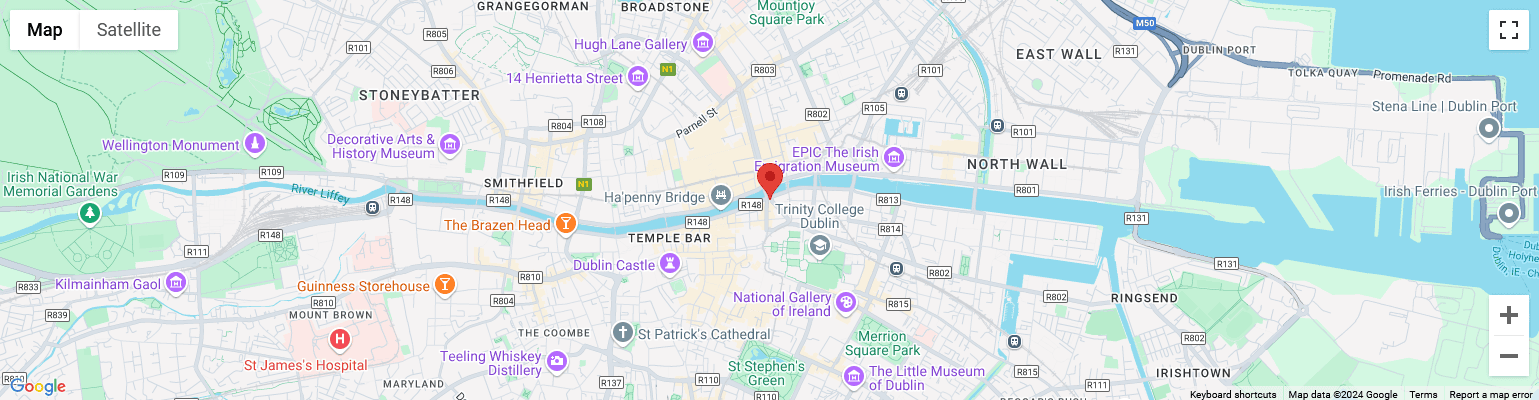 Map
Satellite
GRANGEGORMAN
BROADSTONE
Mountjoy
Square Park
R805
R101
R806
Hugh Lane Gallery
N1
14 Henrietta Street
R803
R101
EAST WALL
R131
M50
DUBLIN PORT
TOLKA QUAY
Promenade Rd
Stena Line | Dublin Port
STONEYBATTER
R108
R804
Parnell St
R802
R105
R101
Wellington Monument
Decorative Arts &
History Museum
EPIC The Irish
Emigration Museum
NORTH WALL
Irish National War
Memorial Gardens
R109
R109
River Liffey
SMITHFIELD
N1
Ha'penny Bridge
R148
R801
Irish Ferries - Dublin Port
R148
R148
R148
R813
R131
The Brazen Head
Trinity College
Dublin
R814
TEMPLE BAR
R148
R111
Dublin Castle
R131
R833
Kilmainham Gaol
R810
R802
Guinness Storehouse
R810
R804
National Gallery
of Ireland
R815
R802
RINGSEND
R839
MOUNT BROWN
H
THE COOMBE
St Patrick's Cathedral
Merrion
Square Park
R802
St James's Hospital
Teeling Whiskey
Distillery
St Stephen's
Green
The Little Museum
of Dublin
R815
IRISHTOWN
R810
MARYLAND
R137
R110
R110
R111
Google
Keyboard shortcuts
Map data ©2024 Google
Terms
Report a map error